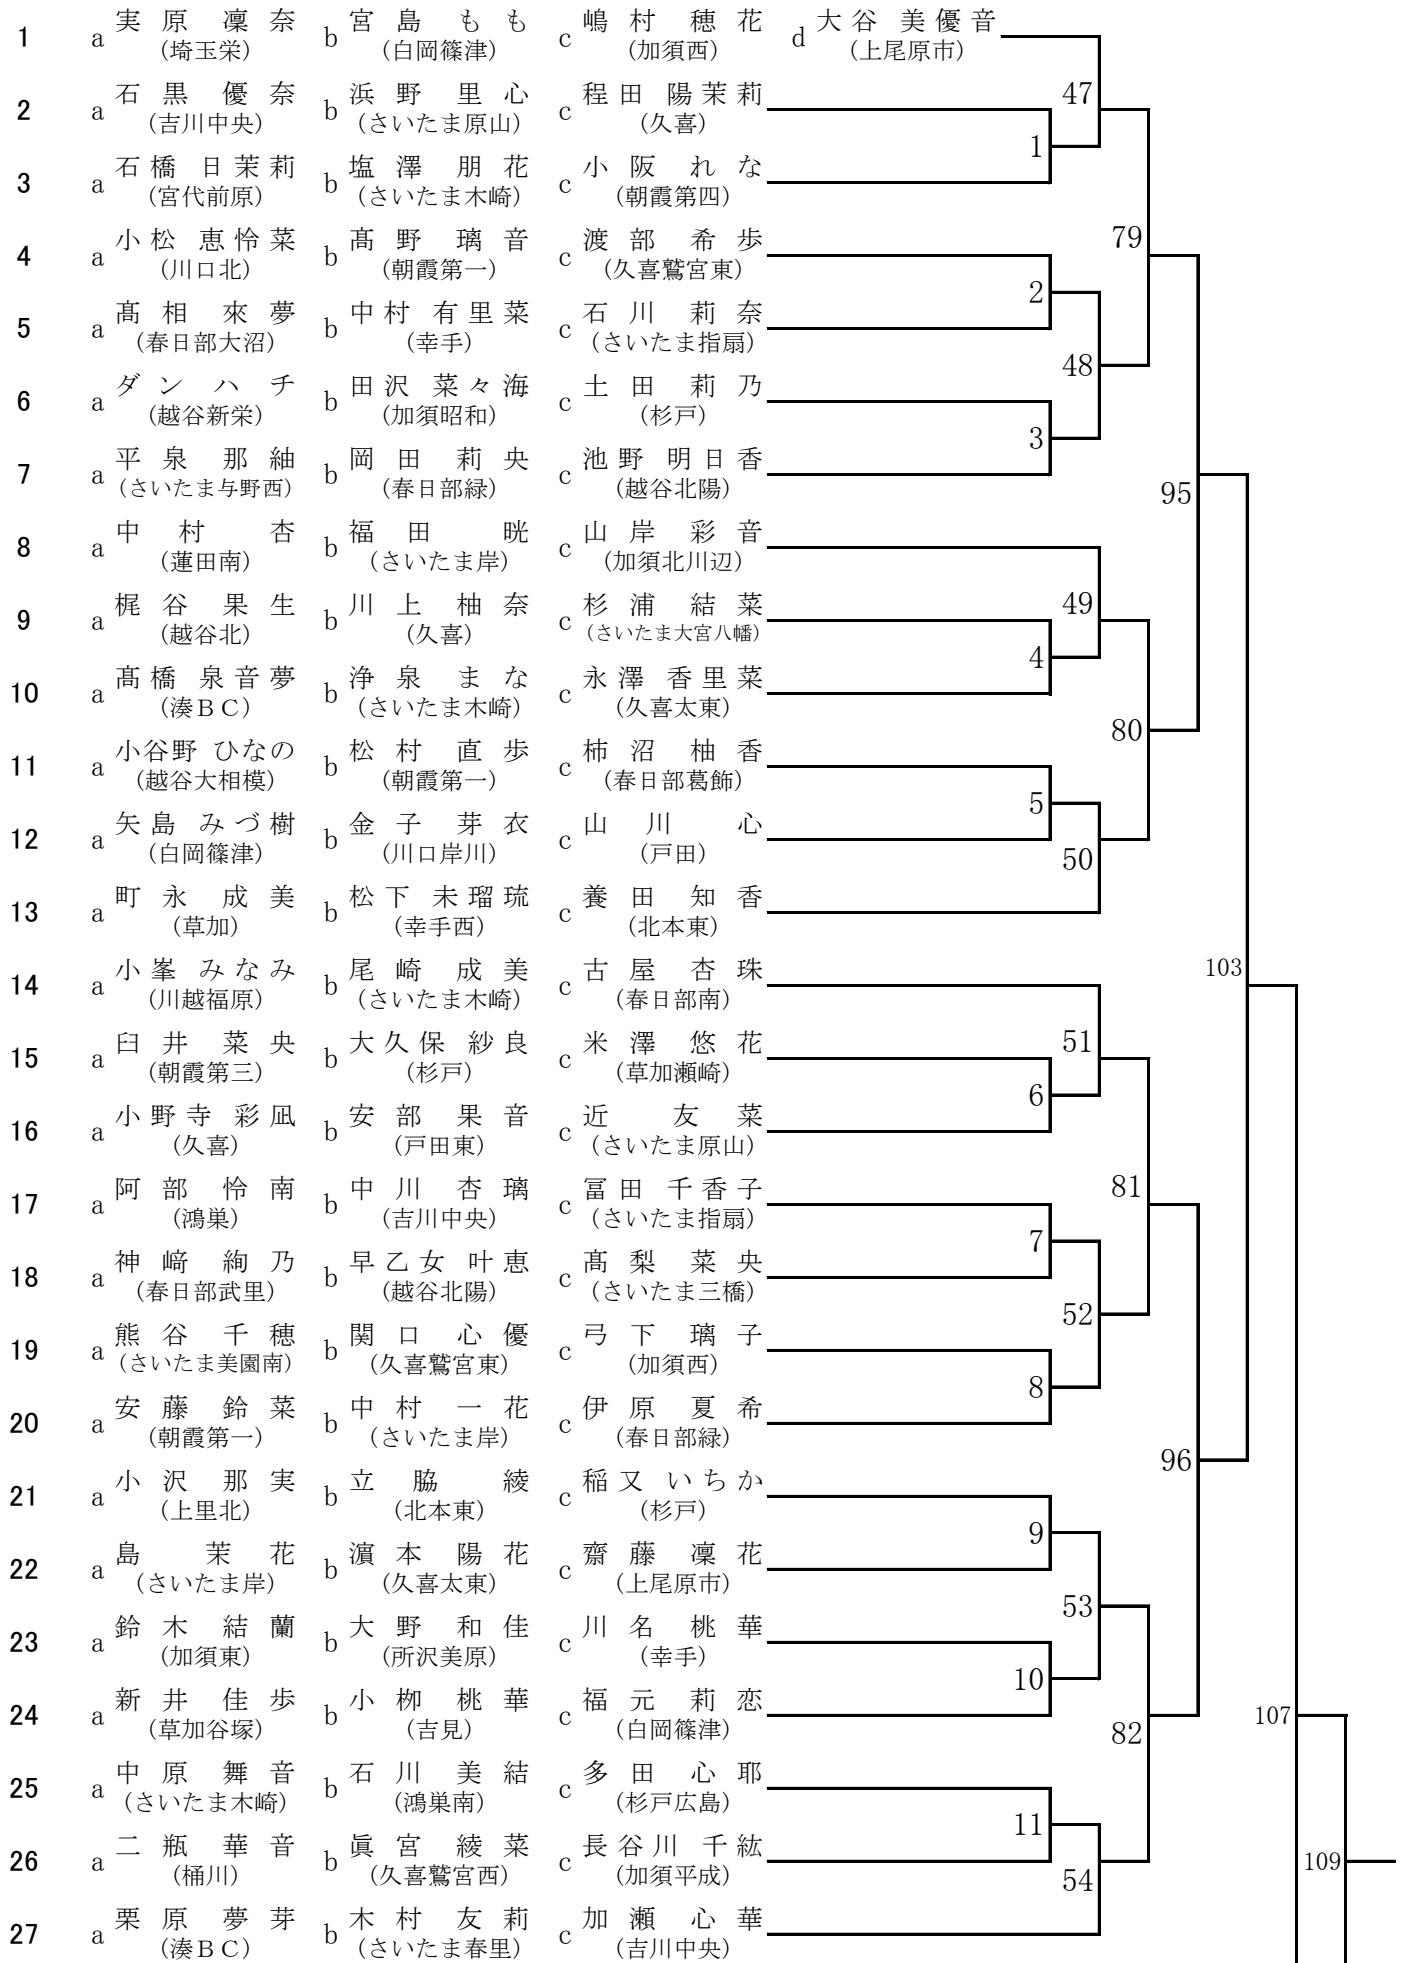 1 a 実原 凜奈 b 宮島 もも c 嶋村 穂花 d 大谷 美優音
(埼玉栄) (白岡篠津) (加須西) (上尾原市)
47
2 a 石黒 優奈 b 浜野 里心 c 程田 陽茉莉
(吉川中央) (さいたま原山) (久喜)
1
3 a 石橋 日茉莉 b 塩澤 朋花 c 小阪 れな
(宮代前原) (さいたま木崎) (朝霞第四)
79
4 a 小松 恵怜菜 b 髙野 璃音 c 渡部 希歩
(川口北) (朝霞第一) (久喜鷲宮東)
2
5 a 髙相 來夢 b 中村 有里菜 c 石川 莉奈
(春日部大沼) (幸手) (さいたま指扇)
48
6 a ダン ハチ b 田沢 菜々海 c 土田 莉乃
(越谷新栄) (加須昭和) (杉戸)
3
7 a 平泉 那紬 b 岡田 莉央 c 池野 明日香
(さいたま与野西) (春日部緑) (越谷北陽)
95
8 a 中村 杏 b 福田 晄 c 山岸 彩音
(蓮田南) (さいたま岸) (加須北川辺)
49
9 a 梶谷 果生 b 川上 柚奈 c 杉浦 結菜
(越谷北) (久喜) (さいたま大宮八幡)
4
10 a 髙橋 泉音夢 b 浄泉 まな c 永澤 香里菜
(湊BC) (さいたま木崎) (久喜太東)
80
11 a 小谷野 ひなの b 松村 直歩 c 柿沼 柚香
(越谷大相模) (朝霞第一) (春日部葛飾)
5
12 a 矢島 みづ樹 b 金子 芽衣 c 山川 心
(白岡篠津) (川口岸川) (戸田)
50
13 a 町永 成美 b 松下 未瑠琉 c 養田 知香
(草加) (幸手西) (北本東)
103
14 a 小峯 みなみ b 尾崎 成美 c 古屋 杏珠
(川越福原) (さいたま木崎) (春日部南)
51
15 a 臼井 菜央 b 大久保 紗良 c 米澤 悠花
(朝霞第三) (杉戸) (草加瀬崎)
6
16 a 小野寺 彩凪 b 安部 果音 c 近 友菜
(久喜) (戸田東) (さいたま原山)
81
17 a 阿部 怜南 b 中川 杏璃 c 冨田 千香子
(鴻巣) (吉川中央) (さいたま指扇)
7
18 a 神﨑 絢乃 b 早乙女 叶恵 c 髙梨 菜央
(春日部武里) (越谷北陽) (さいたま三橋)
52
19 a 熊谷 千穂 b 関口 心優 c 弓下 璃子
(さいたま美園南) (久喜鷲宮東) (加須西)
8
20 a 安藤 鈴菜 b 中村 一花 c 伊原 夏希
(朝霞第一) (さいたま岸) (春日部緑)
96
21 a 小沢 那実 b 立脇 綾 c 稲又 いちか
(上里北) (北本東) (杉戸)
9
22 a 島 茉花 b 濵本 陽花 c 齋藤 凜花
(さいたま岸) (久喜太東) (上尾原市)
53
23 a 鈴木 結蘭 b 大野 和佳 c 川名 桃華
(加須東) (所沢美原) (幸手)
10
24 a 新井 佳歩 b 小栁 桃華 c 福元 莉恋
(草加谷塚) (吉見) (白岡篠津)
82 107
25 a 中原 舞音 b 石川 美結 c 多田 心耶
(さいたま木崎) (鴻巣南) (杉戸広島)
11
26 a 二瓶 華音 b 眞宮 綾菜 c 長谷川 千紘
(桶川) (久喜鷲宮西) (加須平成)
54 109
27 a 栗原 夢芽 b 木村 友莉 c 加瀬 心華
(湊BC) (さいたま春里) (吉川中央)